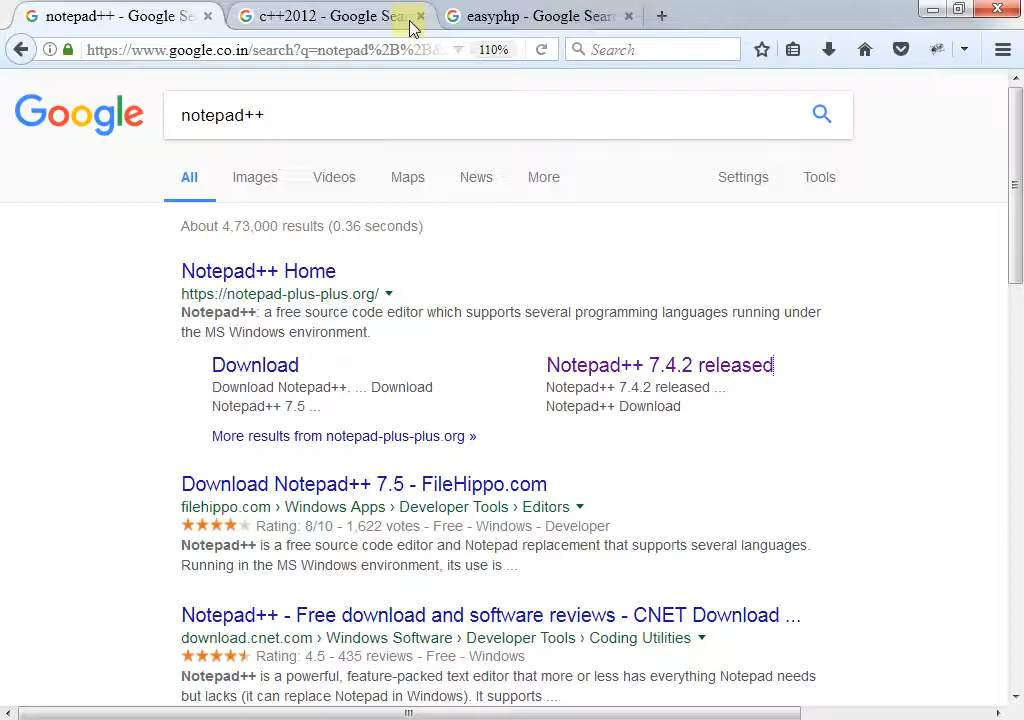 notepad++ - Google Se
c++2012 - Google Sear
easyphp - Google Sear
https://www.google.co.in/search?q=notepad%2B%2B&
110%
Search
Google
notepad++
All
Images
Videos
Maps
News
More
Settings
Tools
About 4,73,000 results (0.36 seconds)
Notepad++ Home
https://notepad-plus-plus.org/
Notepad++: a free source code editor which supports several programming languages running under
the MS Windows environment.
Download
Download Notepad++. ... Download
Notepad++ 7.5 ...
Notepad++ 7.4.2 released
Notepad++ 7.4.2 released ...
Notepad++ Download
More results from notepad-plus-plus.org »
Download Notepad++ 7.5 - FileHippo.com
filehippo.com › Windows Apps › Developer Tools › Editors
Rating: 8/10 - 1,622 votes - Free - Windows - Developer
Notepad++ is a free source code editor and Notepad replacement that supports several languages.
Running in the MS Windows environment, its use is ...
Notepad++ - Free download and software reviews - CNET Download ...
download.cnet.com › Windows Software › Developer Tools › Coding Utilities
Rating: 4.5 - 435 reviews - Free - Windows
Notepad++ is a powerful, feature-packed text editor that more or less has everything Notepad needs
but lacks (it can replace Notepad in Windows). It supports ...